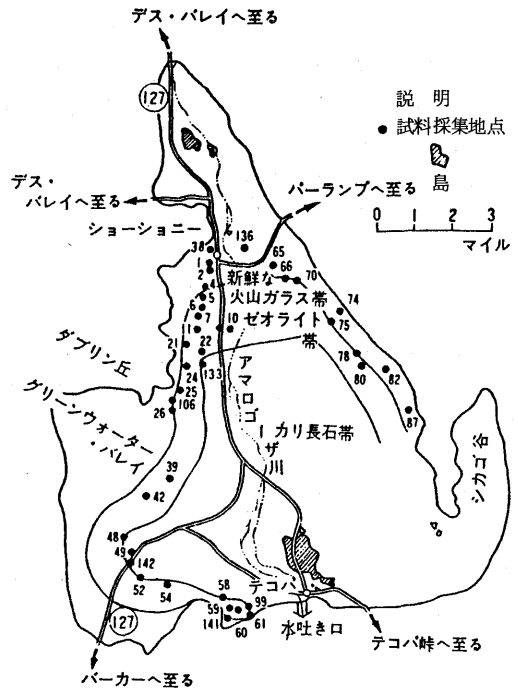 デス・バレイへ至る
127
説 明
試料採集地点
島
デス・
バレイへ至る
パーランプへ至る
0 1 2 3
マイル
ショーショニー
136
38
65
1
66
2
70
新鮮な
4
火山ガラス帯
5
74
6
7
10
ゼオライト
帯
75
1
21
22
78
ダブリン丘
24
133
80
82
アマロゴーザ川
25
グリーンウォーター
・バレイ
106
26
カリ長石帯
87
シカゴ谷
39
42
48
49
142
52
54
58
テコパ
59
99
141
60
61
水吐き口
127
テコパ峠へ至る
バーカーへ至る